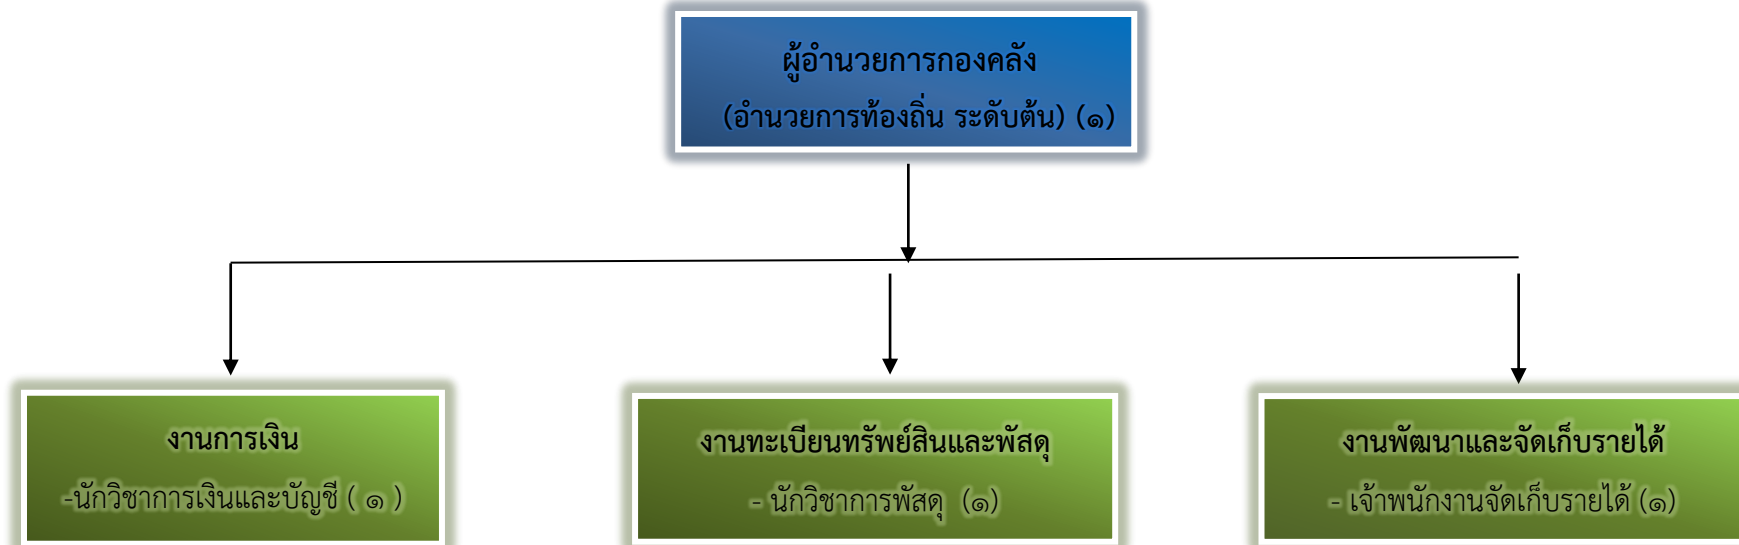 ผู้อำนวยการกองคลัง
(อำนวยการท้องถิ่น ระดับต้น) (๑)
งานการเงิน
-นักวิชาการเงินและบัญชี ( ๑ )
งานทะเบียนทรัพย์สินและพัสดุ
- นักวิชาการพัสดุ (๑)
งานพัฒนาและจัดเก็บรายได้
- เจ้าพนักงานจัดเก็บรายได้ (๑)